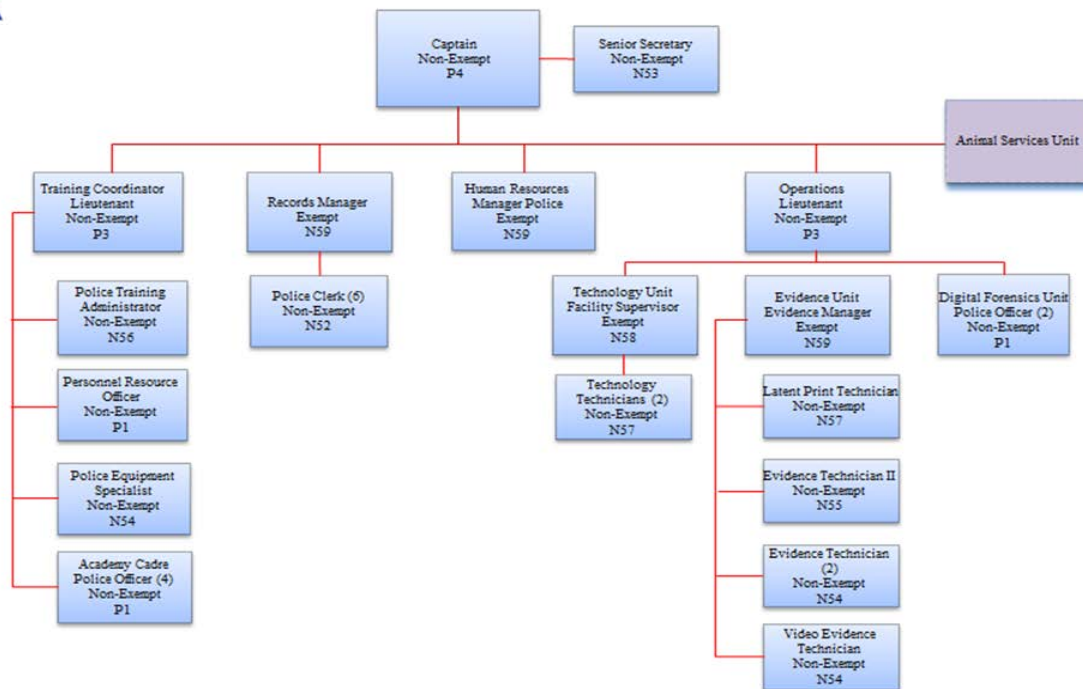 Captain
Non-Exempt
P4
Senior Secretary
Non-Exempt
N53
Animal Services Unit
Training Coordinator
Lieutenant
Non-Exempt
P3
Records Manager
Exempt
N59
Human Resources
Manager Police
Exempt
N59
Operations
Lieutenant
Non-Exempt
P3
Police Training
Administrator
Non-Exempt
N56
Personnel Resource
Officer
Non-Exempt
P1
Police Equipment
Specialist
Non-Exempt
N54
Academy Cadre
Police Officer (4)
Non-Exempt
P1
Police Clerk (6)
Non-Exempt
N52
Technology Unit
Facility Supervisor
Exempt
N58
Technology
Technicians (2)
Non-Exempt
N57
Evidence Unit
Evidence Manager
Exempt
N59
Latent Print Technician
Non-Exempt
N57
Evidence Technician II
Non-Exempt
N55
Evidence Technician
(2)
Non-Exempt
N54
Video Evidence
Technician
Non-Exempt
N54
Digital Forensics Unit
Police Officer (2)
Non-Exempt
P1